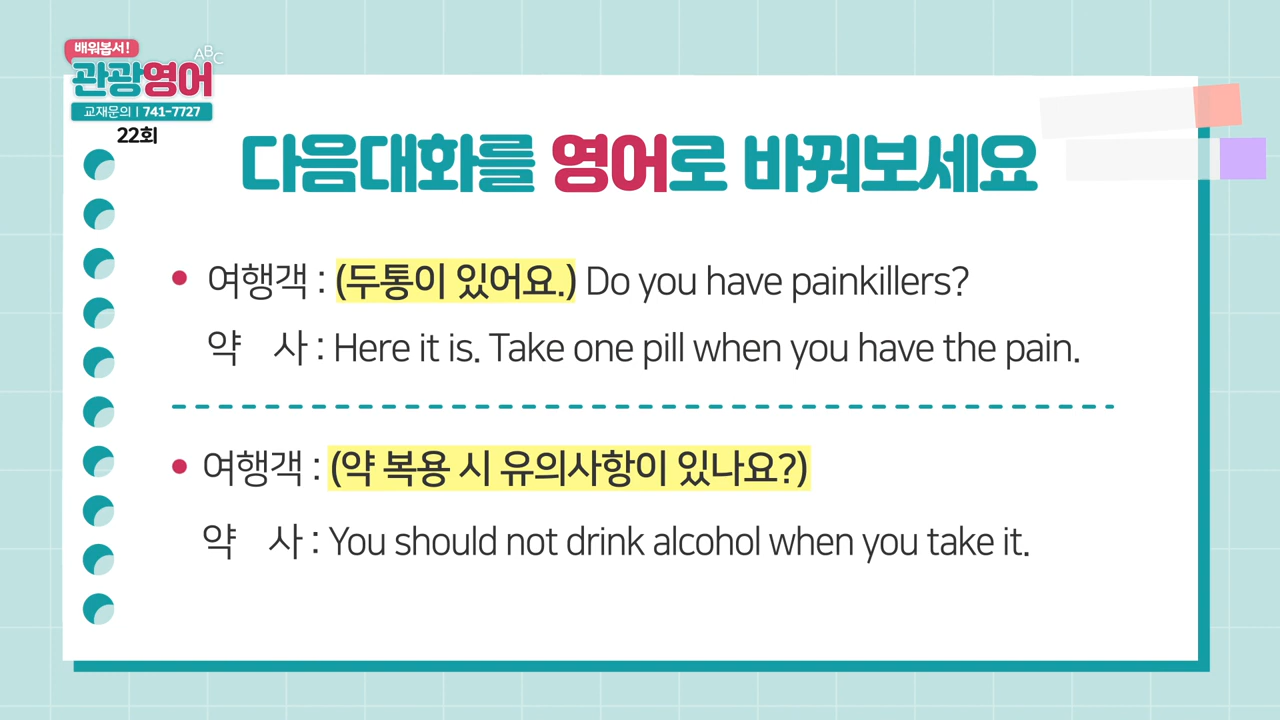 배워봅서!
ABC
관광영어
교재문의 | 741-7727
22회
다음대화를 영어로 바꿔보세요
• 여행객 : (두통이 있어요.) Do you have painkillers?
약 사 : Here it is. Take one pill when you have the pain.
• 여행객 : (약 복용 시 유의사항이 있나요?)
약 사 : You should not drink alcohol when you take it.